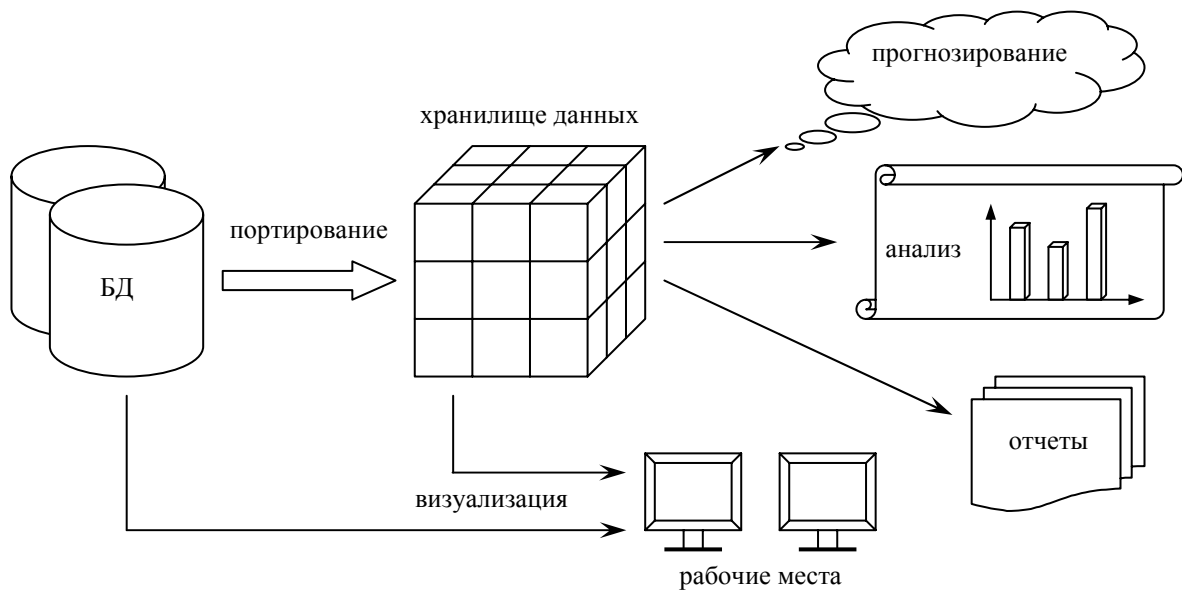 прогнозирование
хранилище данных
портирование
анализ
БД
отчеты
визуализация
рабочие места